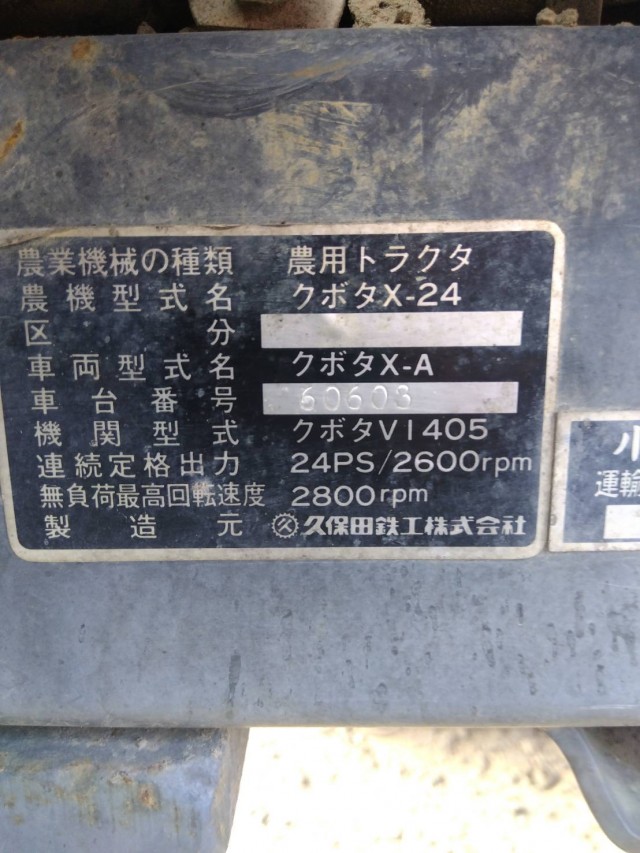 農業機械の種類 農用トラクタ
農機型式名 クボタX-24
区分
車両型式名 クボタX-A
車台番号 60603
機関型式 クボタV1405
連続定格出力 24PS/2600rpm
無負荷最高回転速度 2800rpm
製造元 久保田鉄工株式会社
小
運輸